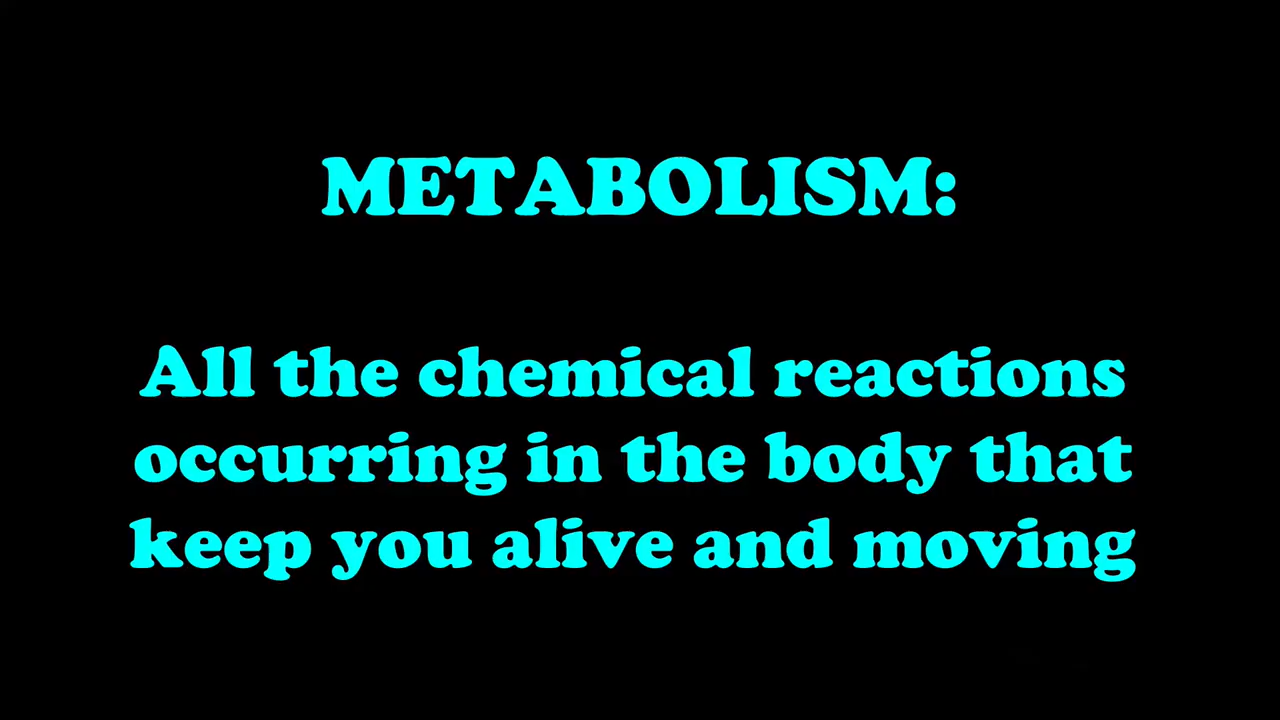 METABOLISM:
All the chemical reactions
occurring in the body that
keep you alive and moving